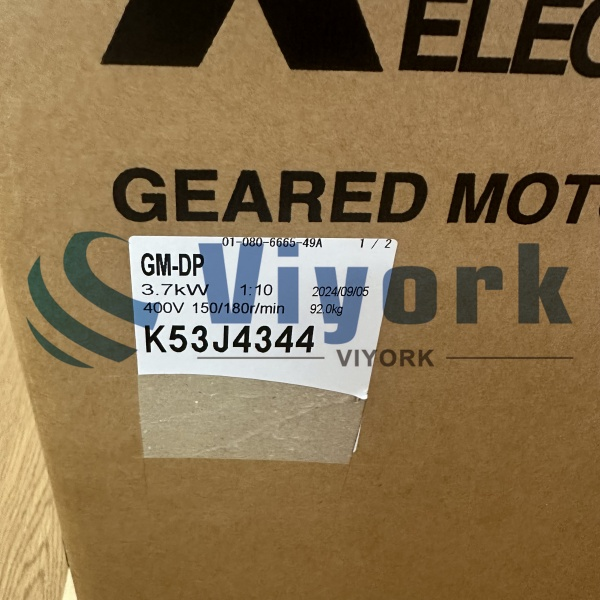 ELEC
GEARED MOT
01-080-6665-49A 1 / 2
GM-DP
3.7kW 1:10 2024/09/05
400V 150/180r/min 92.0kg
K53J4344
Viyork
VIYORK